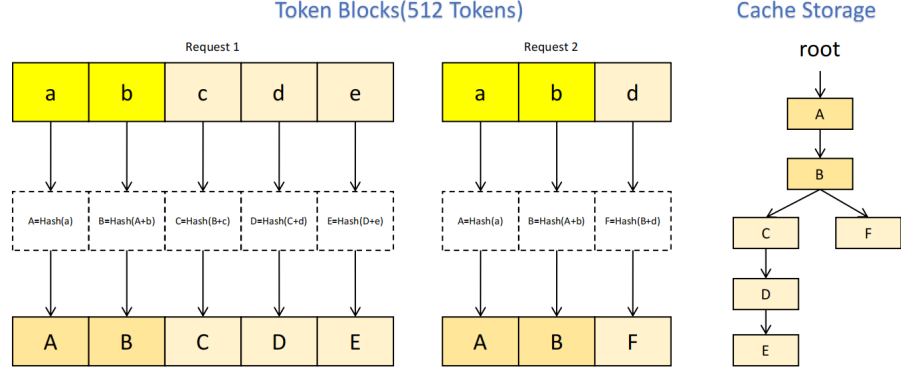 Token Blocks(512 Tokens)
Cache Storage
Request 1
Request 2
root
a b c d e
a b d
A=Hash(a) B=Hash(A+b) C=Hash(B+c) D=Hash(C+d) E=Hash(D+e)
A=Hash(a) B=Hash(A+b) F=Hash(B+d)
A B C D E
A B F
A
B
C F
D
E